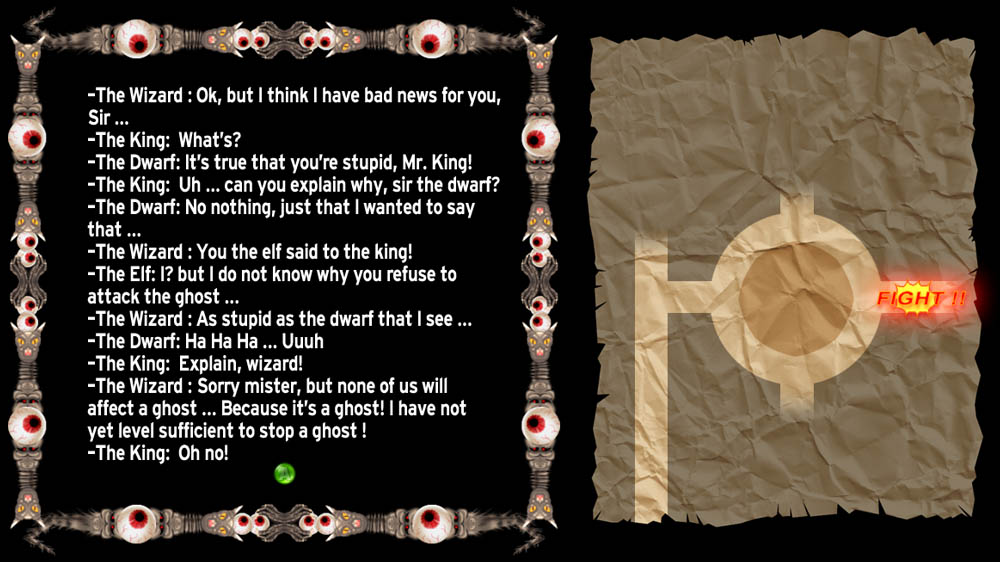 -The Wizard : Ok, but I think I have bad news for you,
Sir ...
-The King:  What's?
-The Dwarf: It's true that you're stupid, Mr. King!
-The King:  Uh ... can you explain why, sir the dwarf?
-The Dwarf: No nothing, just that I wanted to say
that ...
-The Wizard : You the elf said to the king!
-The Elf: I? but I do not know why you refuse to
attack the ghost ...
-The Wizard : As stupid as the dwarf that I see ...
-The Dwarf: Ha Ha Ha ... Uuuh
-The King:  Explain, wizard!
-The Wizard : Sorry mister, but none of us will
affect a ghost ... Because it's a ghost! I have not
yet level sufficient to stop a ghost !
-The King:  Oh no!
FIGHT !!